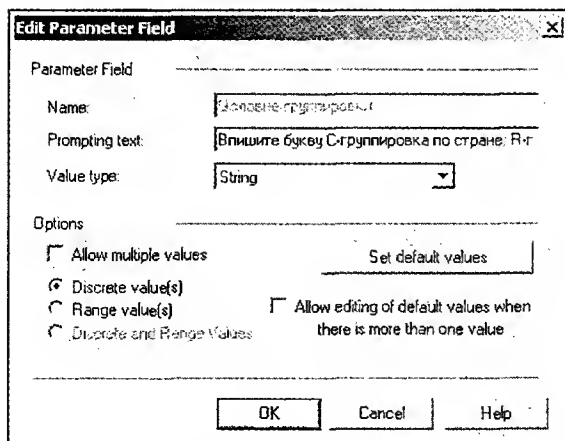 Edit Parameter Field
Parameter Field
Name:
Prompting text: Впишите букву С-группировка по стране; R-г
Value type: String
Options
Allow multiple values
Set default values
Discrete value(s)
Range value(s)
Discrete and Range Values
Allow editing of default values when
there is more than one value
OK Cancel Help